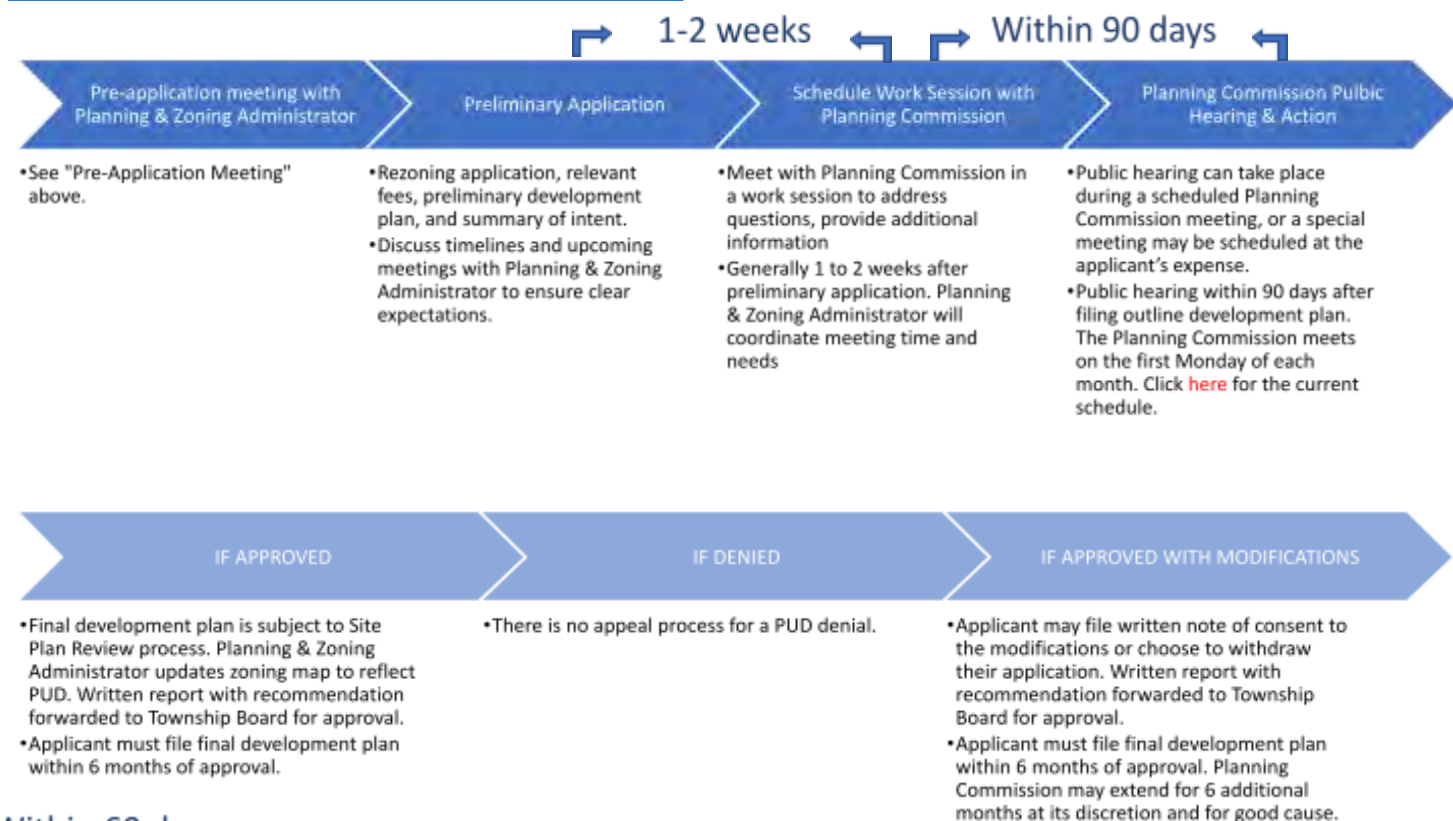 1-2 weeks
Within 90 days
Pre-application meeting with
Planning & Zoning Administrator
Preliminary Application
Schedule Work Session with
Planning Commission
Planning Commission Pulbic
Hearing & Action
•See "Pre-Application Meeting"
above.
•Rezoning application, relevant
fees, preliminary development
plan, and summary of intent.
•Discuss timelines and upcoming
meetings with Planning & Zoning
Administrator to ensure clear
expectations.
•Meet with Planning Commission in
a work session to address
questions, provide additional
information
•Generally 1 to 2 weeks after
preliminary application. Planning
& Zoning Administrator will
coordinate meeting time and
needs
•Public hearing can take place
during a scheduled Planning
Commission meeting, or a special
meeting may be scheduled at the
applicant's expense.
•Public hearing within 90 days after
filing outline development plan.
The Planning Commission meets
on the first Monday of each
month. Click here for the current
schedule.
IF APPROVED
IF DENIED
IF APPROVED WITH MODIFICATIONS
•Final development plan is subject to Site
Plan Review process. Planning & Zoning
Administrator updates zoning map to reflect
PUD. Written report with recommendation
forwarded to Township Board for approval.
•Applicant must file final development plan
within 6 months of approval.
•There is no appeal process for a PUD denial.
•Applicant may file written note of consent to
the modifications or choose to withdraw
their application. Written report with
recommendation forwarded to Township
Board for approval.
•Applicant must file final development plan
within 6 months of approval. Planning
Commission may extend for 6 additional
months at its discretion and for good cause.